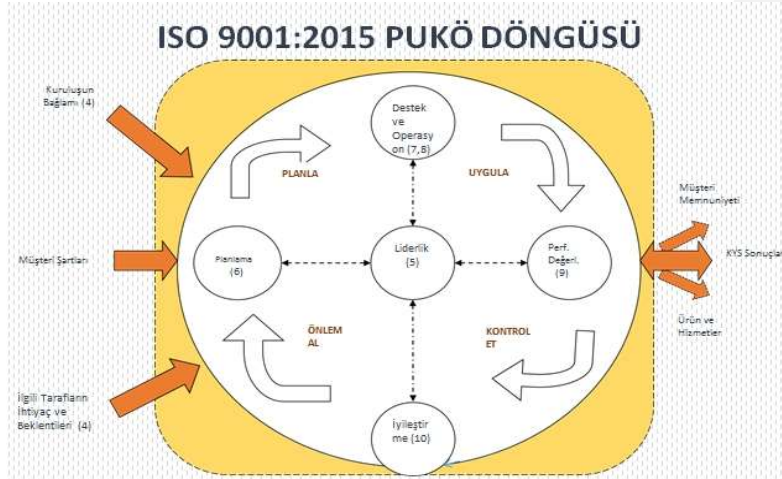 ISO 9001:2015 PUKÖ DÖNGÜSÜ
Kuruluşun
Bağlamı (4)
Destek
ve
Operasy
on (7,8)
PLANLA
UYGULA
Müşteri
Memnuniyeti
Müşteri Şartları
Planlama
(6)
Liderlik
(5)
Perf.
Değerl.
(9)
KYS Sonuçlar
ÖNLEM
AL
KONTROL
ET
Ürün ve
Hizmetler
İlgili Tarafların
İhtiyaç ve
Beklentileri (4)
İyileştir
me (10)